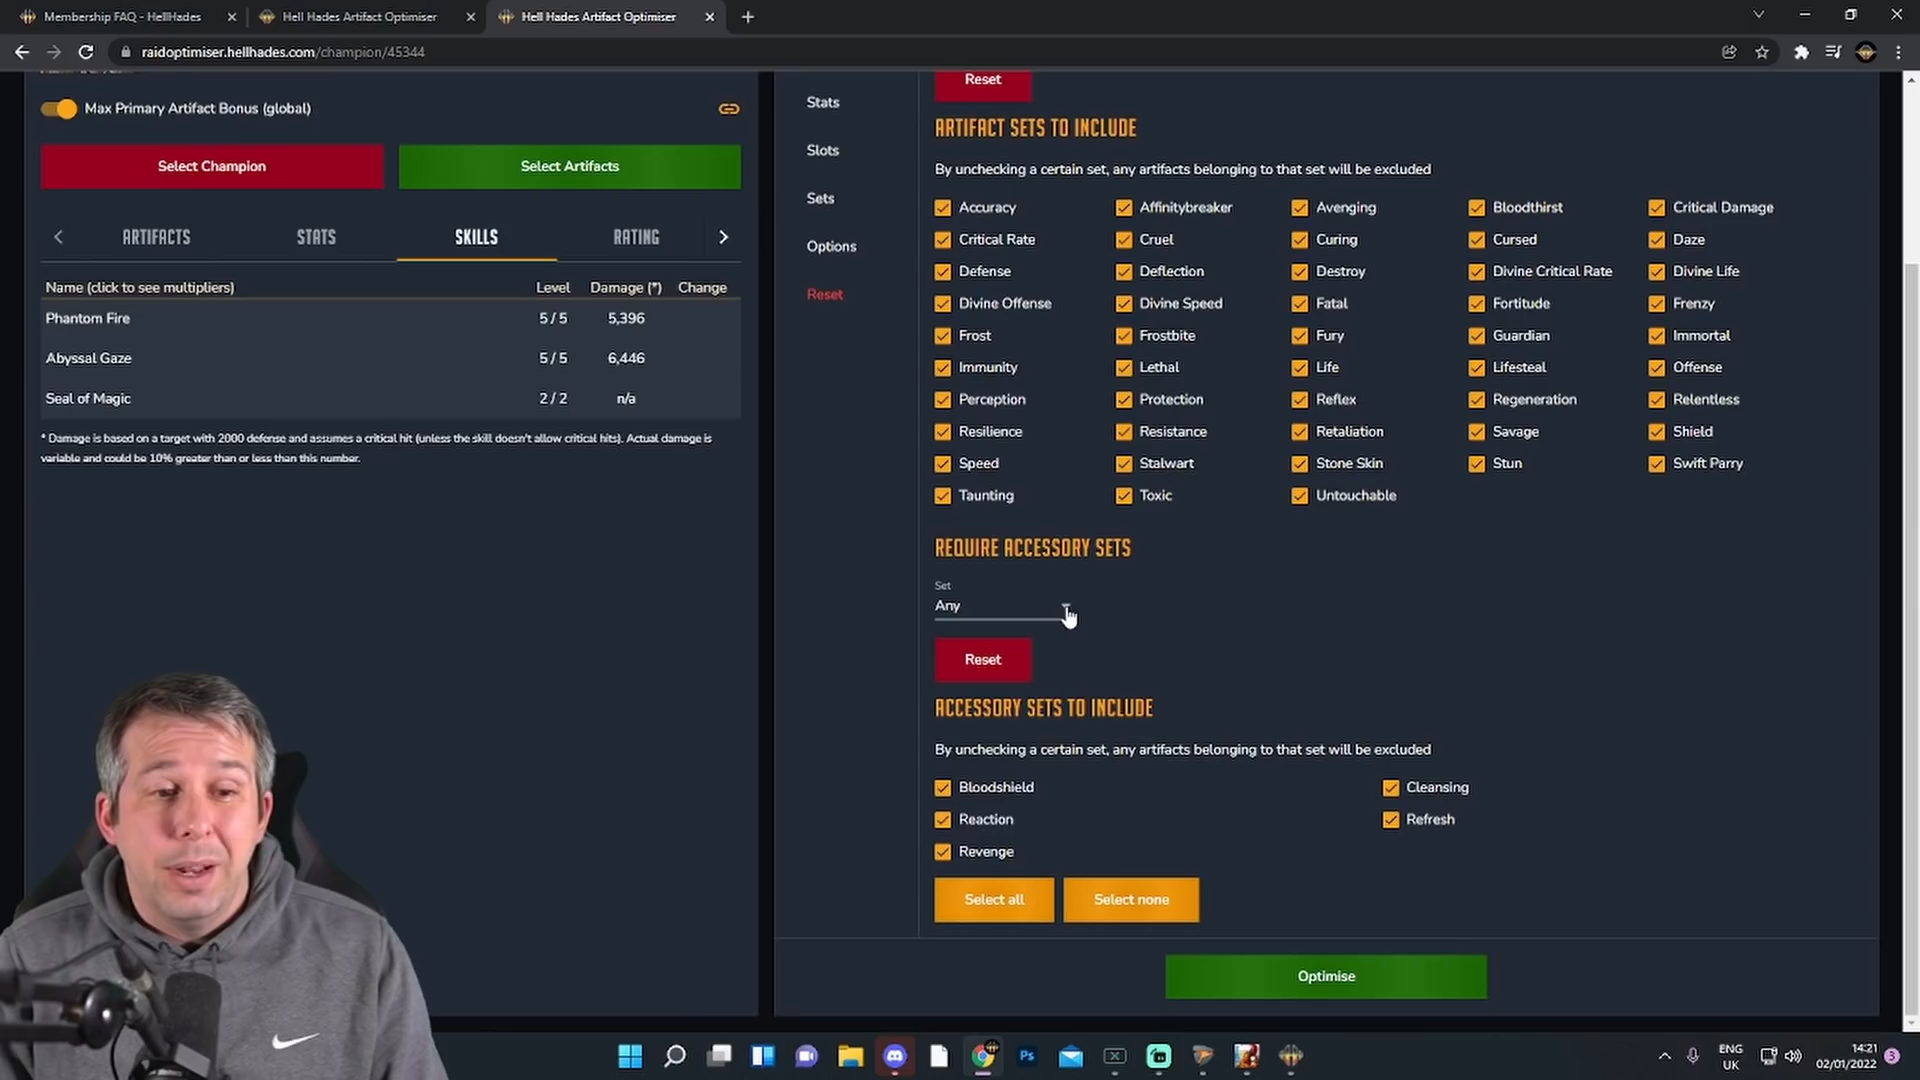 Membership FAQ - HellHades
Hell Hades Artifact Optimiser
Hell Hades Artifact Optimiser
raidoptimiser.hellhades.com/champion/45344
Max Primary Artifact Bonus (global)
Select Champion
Select Artifacts
ARTIFACTS STATS SKILLS RATING
Name (click to see multipliers) Level Damage (*) Change
Phantom Fire 5 / 5 5,396
Abyssal Gaze 5 / 5 6,446
Seal of Magic 2 / 2 n/a
* Damage is based on a target with 2000 defense and assumes a critical hit (unless the skill doesn't allow critical hits). Actual damage is
variable and could be 10% greater than or less than this number.
Stats
Slots
Sets
Options
Reset
Reset
ARTIFACT SETS TO INCLUDE
By unchecking a certain set, any artifacts belonging to that set will be excluded
Accuracy Affinitybreaker Avenging Bloodthirst Critical Damage
Critical Rate Cruel Curing Cursed Daze
Defense Deflection Destroy Divine Critical Rate Divine Life
Divine Offense Divine Speed Fatal Fortitude Frenzy
Frost Frostbite Fury Guardian Immortal
Immunity Lethal Life Lifesteal Offense
Perception Protection Reflex Regeneration Relentless
Resilience Resistance Retaliation Savage Shield
Speed Stalwart Stone Skin Stun Swift Parry
Taunting Toxic Untouchable
REQUIRE ACCESSORY SETS
Set
Any
Reset
ACCESSORY SETS TO INCLUDE
By unchecking a certain set, any artifacts belonging to that set will be excluded
Bloodshield Cleansing
Reaction Refresh
Revenge
Select all Select none
Optimise
Ps
ENG
UK
14:21
02/01/2022
3